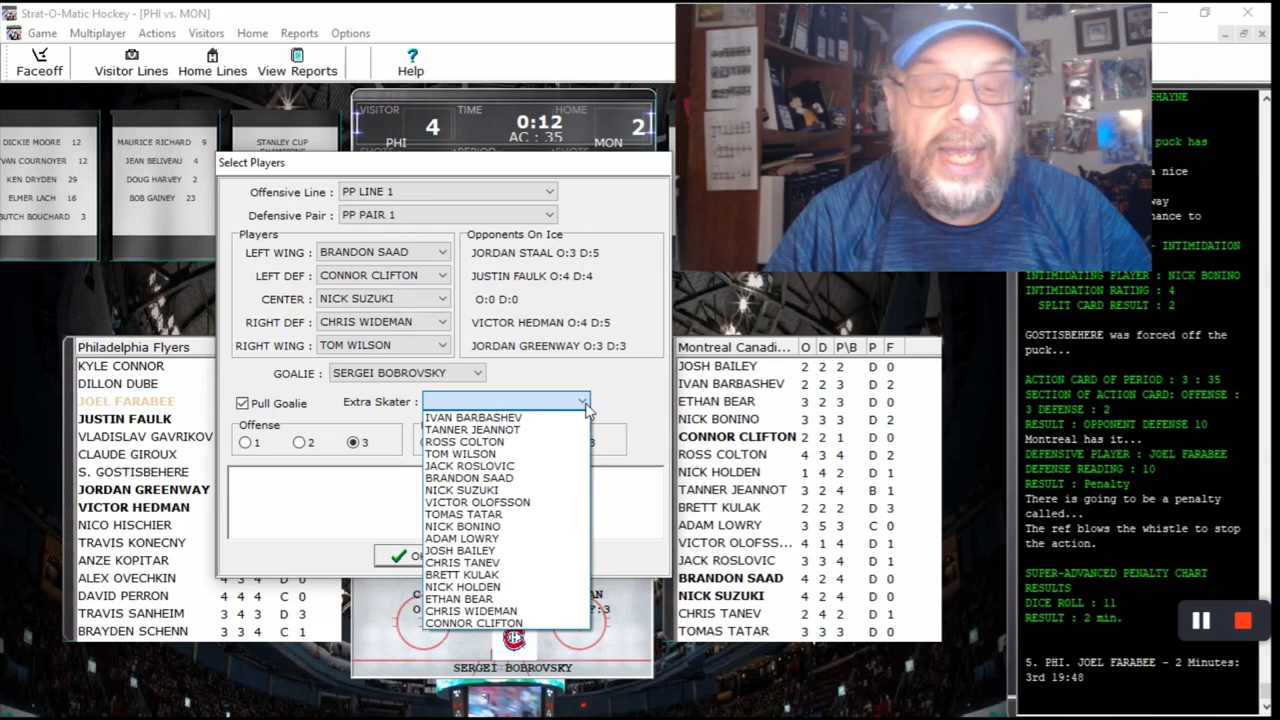 Strat-O-Matic Hockey - [PHI vs. MON]
Game Multiplayer Actions Visitors Home Reports Options
Faceoff Visitor Lines Home Lines View Reports Help
DICKIE MOORE 12
KEN DRYDEN 29
ELMER LACH 16
BUTCH BOUCHARD 3
MAURICE RICHARD 9
JEAN BELIVEAU 4
DOUG HARVEY 2
BOB GAINEY 23
STANLEY CUP
VISITOR TIME HOME
4 0:12 2
PHI AC : 35 MON
Select Players
Offensive Line : PP LINE 1
Defensive Pair : PP PAIR 1
Players
LEFT WING : BRANDON SAAD
LEFT DEF : CONNOR CLIFTON
CENTER : NICK SUZUKI
RIGHT DEF : CHRIS WIDEMAN
RIGHT WING : TOM WILSON
Opponents On Ice
JORDAN STAAL O:3 D:5
JUSTIN FAULK O:4 D:4
O:0 D:0
VICTOR HEDMAN O:4 D:5
JORDAN GREENWAY O:3 D:3
GOALIE : SERGEI BOBROVSKY
Pull Goalie Extra Skater :
Offense
1 2 3
IVAN BARBASHEV
TANNER JEANNOT
ROSS COLTON
TOM WILSON
JACK ROSLOVIC
BRANDON SAAD
NICK SUZUKI
VICTOR OLOFSSON
TOMAS TATAR
NICK BONINO
ADAM LOWRY
JOSH BAILEY
CHRIS TANEV
BRETT KULAK
NICK HOLDEN
ETHAN BEAR
CHRIS WIDEMAN
CONNOR CLIFTON
Philadelphia Flyers
KYLE CONNOR
DILLON DUBE
JOEL FARABEE
JUSTIN FAULK
VLADISLAV GAVRIKOV
CLAUDE GIROUX
S. GOSTISBEHERE
JORDAN GREENWAY
VICTOR HEDMAN
NICO HISCHIER
TRAVIS KONECNY
ANZE KOPITAR
ALEX OVECHKIN 4 3 4 D 0
DAVID PERRON 4 3 4 C 0
TRAVIS SANHEIM 3 4 3 D 3
BRAYDEN SCHENN 3 3 4 C 1
Montreal Canadi... O D P\B P F
JOSH BAILEY 2 2 2 D 0
IVAN BARBASHEV 2 2 3 D 2
ETHAN BEAR 2 3 2 D 0
NICK BONINO 3 3 3 D 2
CONNOR CLIFTON 2 2 1 D 0
ROSS COLTON 4 3 4 D 2
NICK HOLDEN 1 4 2 D 1
TANNER JEANNOT 3 2 4 B 1
BRETT KULAK 2 2 2 D 3
ADAM LOWRY 3 5 3 C 0
VICTOR OLOFSS... 4 1 4 D 1
JACK ROSLOVIC 3 3 4 D 1
BRANDON SAAD 4 2 4 D 0
NICK SUZUKI 4 2 4 D 0
CHRIS TANEV 2 4 2 D 1
TOMAS TATAR 3 3 3 D 0
SERGEI BOBROVSKY
puck has
a nice
- INTIMIDATION
INTIMIDATING PLAYER : NICK BONINO
INTIMIDATION RATING : 4
SPLIT CARD RESULT : 2
GOSTISBEHERE was forced off the
puck...
ACTION CARD OF PERIOD : 3 : 35
SECTION OF ACTION CARD: OFFENSE :
3 DEFENSE : 2
RESULT : OPPONENT DEFENSE 10
Montreal has it...
DEFENSIVE PLAYER : JOEL FARABEE
DEFENSE READING : 10
RESULT : Penalty
There is going to be a penalty
called...
The ref blows the whistle to stop
the action.
SUPER-ADVANCED PENALTY CHART
RESULTS
DICE ROLL : 11
RESULT : 2 min.
5. PHI. JOEL FARABEE - 2 Minutes:
3rd 19:48